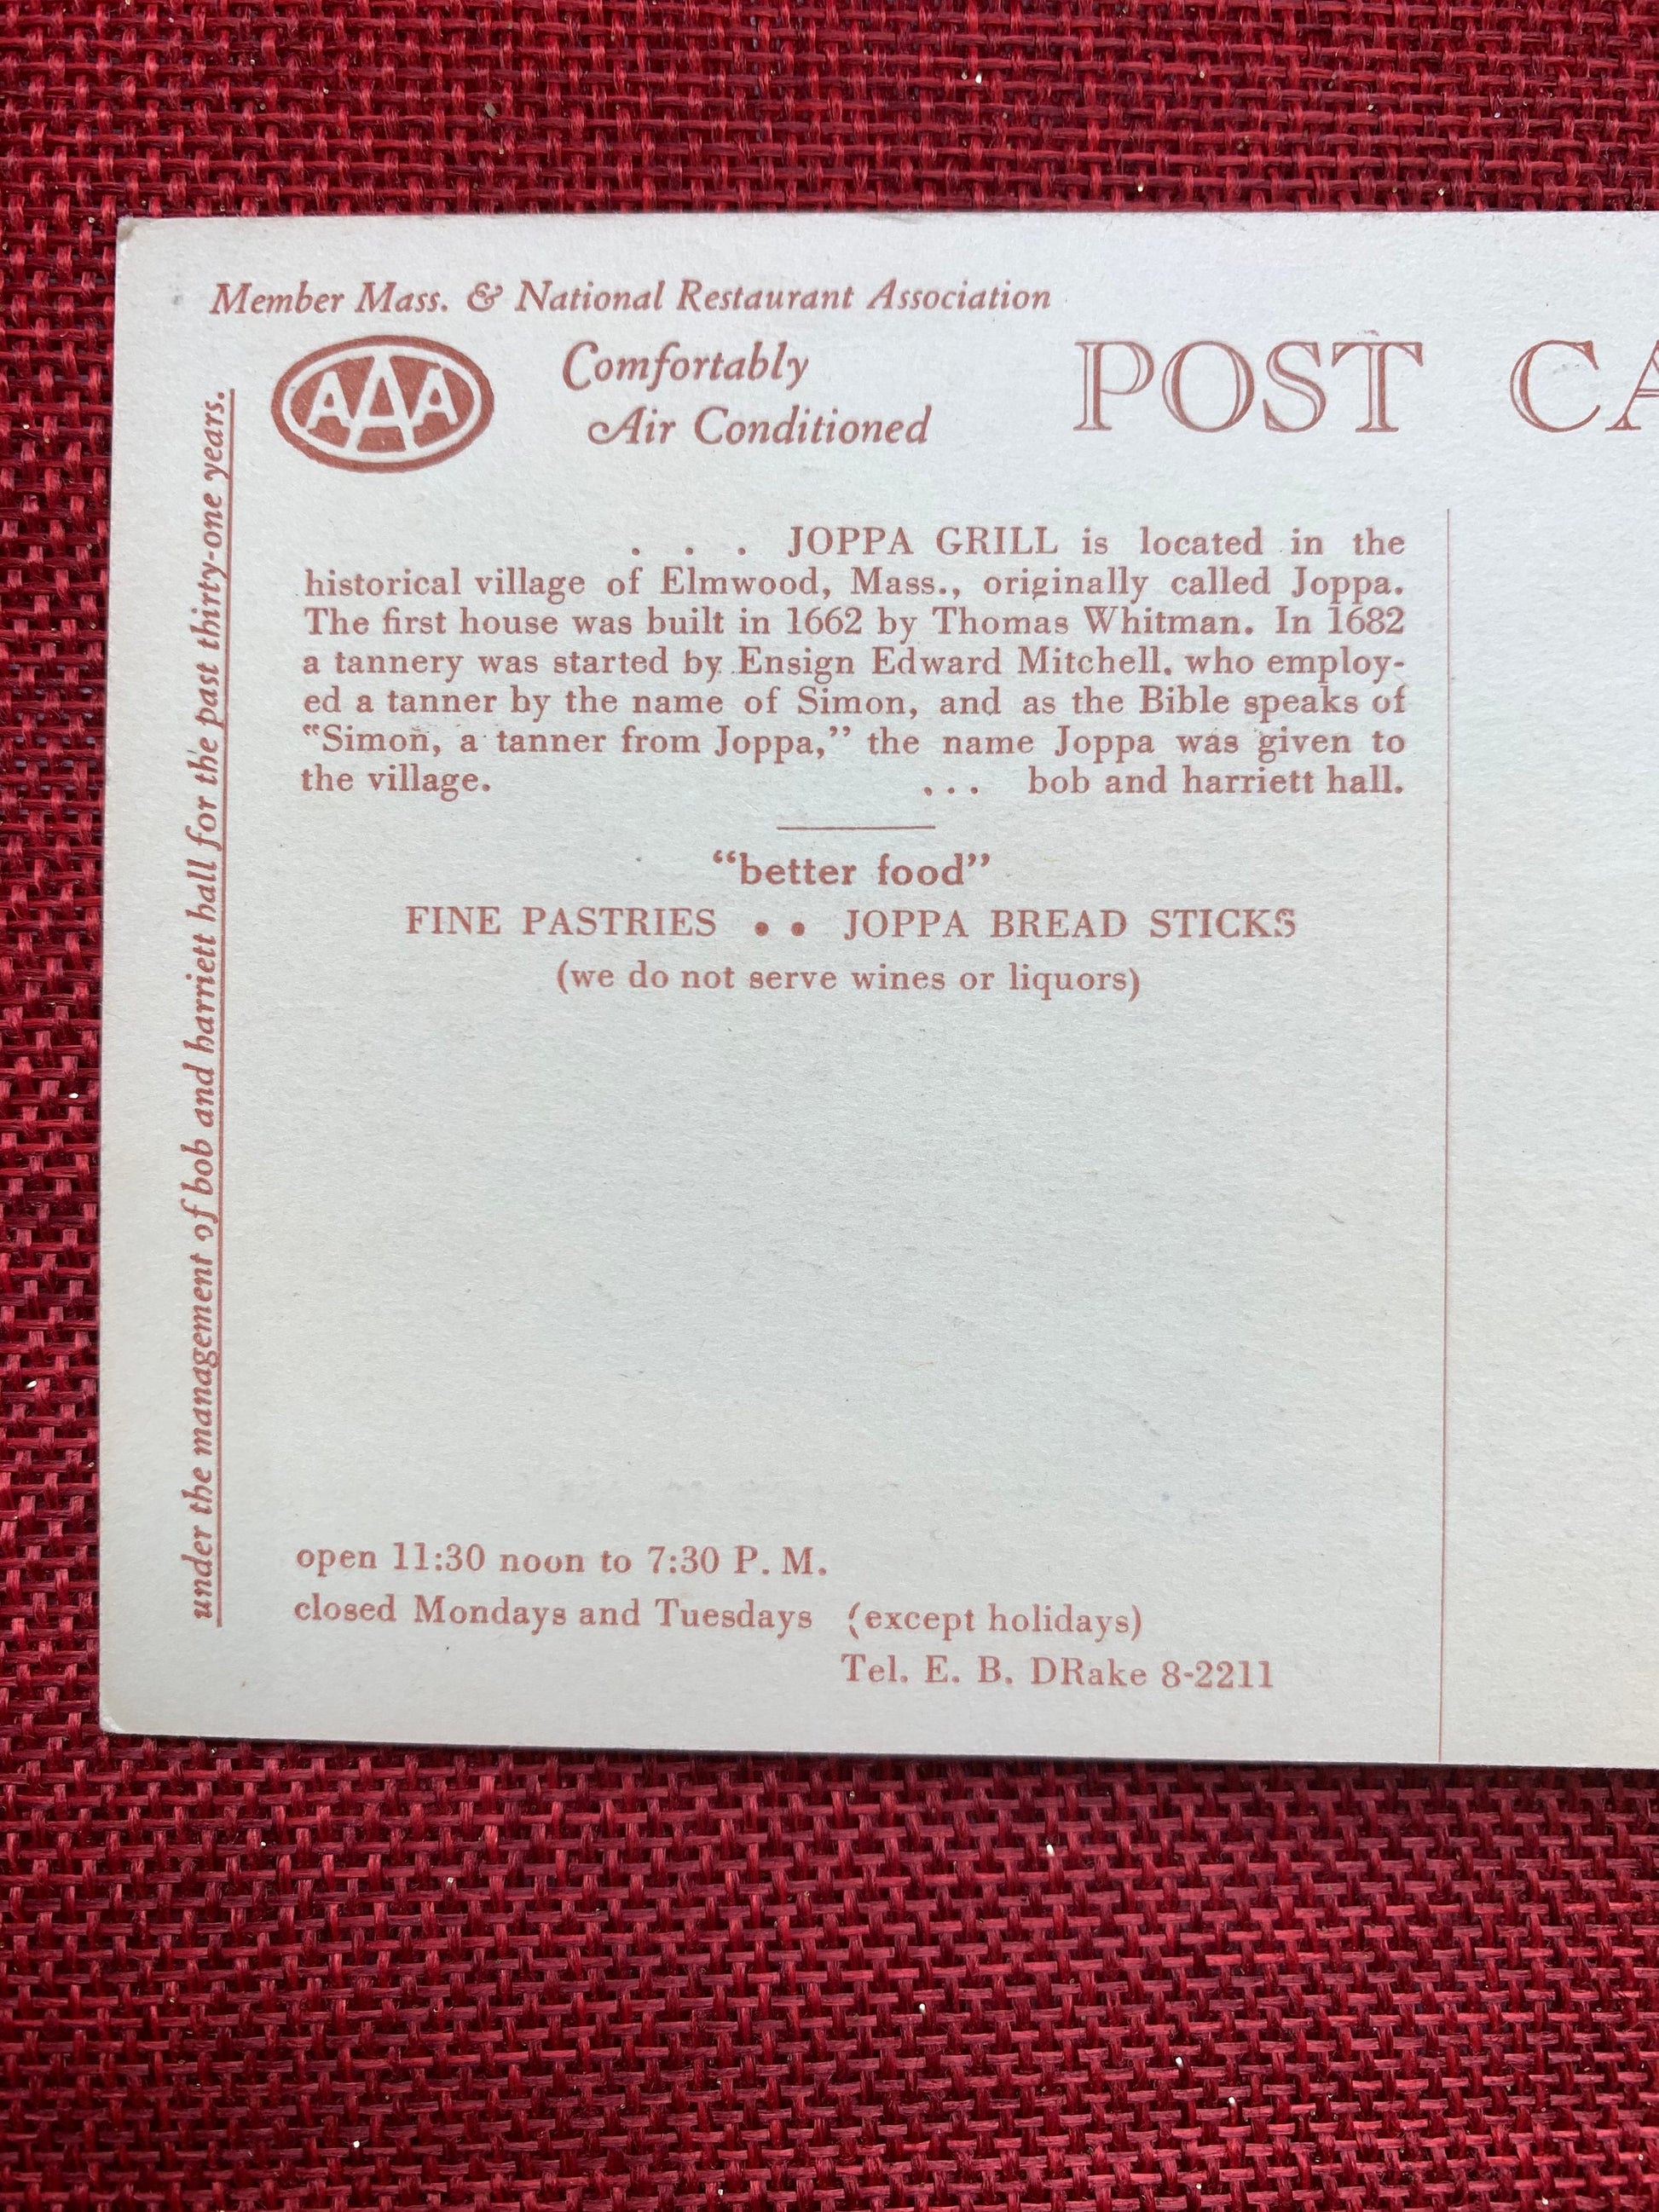 Member Mass. & National Restaurant Association
AAA
Comfortably
Air Conditioned
POST CA
under the management of bob and harriett hall for the past thirty-one years.
. . . JOPPA GRILL is located in the
historical village of Elmwood, Mass., originally called Joppa.
The first house was built in 1662 by Thomas Whitman. In 1682
a tannery was started by Ensign Edward Mitchell, who employ-
ed a tanner by the name of Simon, and as the Bible speaks of
"Simon, a tanner from Joppa," the name Joppa was given to
the village. ... bob and harriett hall.
"better food"
FINE PASTRIES • • JOPPA BREAD STICKS
(we do not serve wines or liquors)
open 11:30 noon to 7:30 P. M.
closed Mondays and Tuesdays (except holidays)
Tel. E. B. DRake 8-2211